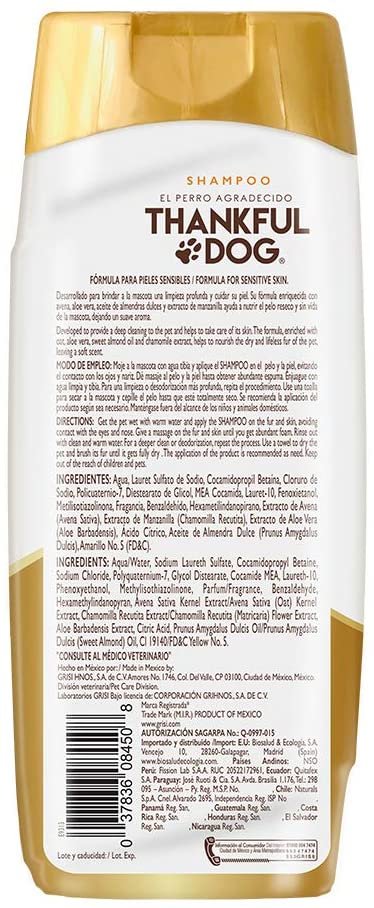 SHAMPOO
EL PERRO AGRADECIDO
THANKFUL
DOG®
FÓRMULA PARA PIELES SENSIBLES / FORMULA FOR SENSITIVE SKIN.
Desarrollado para brindar a la mascota una limpieza profunda y cuidar su piel. Su fórmula enriquecida con
avena, aloe vera, aceite de almendras dulces y extracto de manzanilla ayuda a nutrir el pelo reseco y sin vida
de la mascota, dejando un suave aroma.
Developed to provide a deep cleaning to the pet and helps to take care of its skin. The formula, enriched with
oat, aloe vera, sweet almond oil and chamomile extract, helps to nourish the dry and lifeless fur of the pet,
leaving a soft scent.
MODO DE EMPLEO: Moje a la mascota con agua tibia y aplique el SHAMPOO en el pelo y la piel, evitando
el contacto con los ojos y nariz. Dé masaje al pelo y la piel hasta obtener abundante espuma. Enjuague con
agua limpia y tibia. Para una limpieza o desodorización más profunda, repita el procedimiento. Use una toalla
para secar a la mascota y cepille el pelo hasta que esté totalmente seco. Se recomienda la aplicación del
producto según sea necesario. Manténgase fuera del alcance de los niños y animales domésticos.
DIRECTIONS: Get the pet wet with warm water and apply the SHAMPOO on the fur and skin, avoiding
contact with the eyes and nose. Give a massage on the fur and skin until you get abundant foam. Rinse out
with clean and warm water. For a deeper clean or deodorization, repeat the process. Use a towel to dry the
pet and brush its fur until it gets fully dry .The application of the product is recommended as need. Keep
out of the reach of children and pets.
INGREDIENTES: Agua, Lauret Sulfato de Sodio, Cocamidopropil Betaina, Cloruro de
Sodio, Policuaternio-7, Diestearato de Glicol, MEA Cocamida, Lauret-10, Fenoxietanol,
Metilisotiazolinona, Fragancia, Benzaldehido, Hexametilindanopirano, Extracto de Avena
(Avena Sativa), Extracto de Manzanilla (Chamomilla Recutita), Extracto de Aloe Vera
(Aloe Barbadensis), Ácido Cítrico, Aceite de Almendra Dulce (Prunus Amygdalus
Dulcis), Amarillo No. 5 (FD&C).
INGREDIENTS: Aqua/Water, Sodium Laureth Sulfate, Cocamidopropyl Betaine,
Sodium Chloride, Polyquaternium-7, Glycol Distearate, Cocamide MEA, Laureth-10,
Phenoxyethanol, Methylisothiazolinone, Parfum/Fragrance, Benzaldehyde,
Hexamethylindanopyran, Avena Sativa Kernel Extract/Avena Sativa (Oat) Kernel
Extract, Chamomilla Recutita/Chamomilla Recutita (Matricaria) Flower Extract,
Aloe Barbadensis Extract, Citric Acid, Prunus Amygdalus Dulcis Oil/Prunus Amygdalus
Dulcis (Sweet Almond) Oil, CI 19140/FD&C Yellow No. 5.
"CONSULTE AL MÉDICO VETERINARIO"
Hecho en México por:/ Made in Mexico by:
GRISI HNOS., S.A. DE C.V. Amores No. 1746, Col. Del Valle, CP 03100, Ciudad de México.
División veterinaria/Pet Care Division.
Laboratorios GRISI Bajo licencia de: CORPORACIÓN GRIHNOS, S.A. DE C.V.
Marca Registrada®
Trade Mark (M.I.R.) PRODUCT OF MEXICO
www.grisi.com
AUTORIZACIÓN SAGARPA No: Q-0997-015
Importado y distribuido / Import E.U: Biosalud & Ecología, S.A.
Vencejo No. 2, 28260-Galapagar, Madrid (Spain)
www.biosaludecologia.com Países Andinos / NSO
Perú: Fission Lab S.A.A. RUC 20522172961, Ecuador: Quitafex
S.A. Paraguay: José Ruoti & Cía. S.A Avda. Brasilia 1.114, Tel: 298
298 – Asunción – Py. Reg. M.S.P. No. , Chile: Naturals
SpA Cnel. Alvarado 2695, Independencia, Reg ISP No
Panamá Reg. San. , Guatemala Reg. San. , Costa
Rica Reg. San. , Honduras Reg. San. , El Salvador
Reg. San. , Nicaragua Reg. San.
0 37836 08450 8
Lote y caducidad./ Lot. Exp.
GRISI
Información al Consumidor